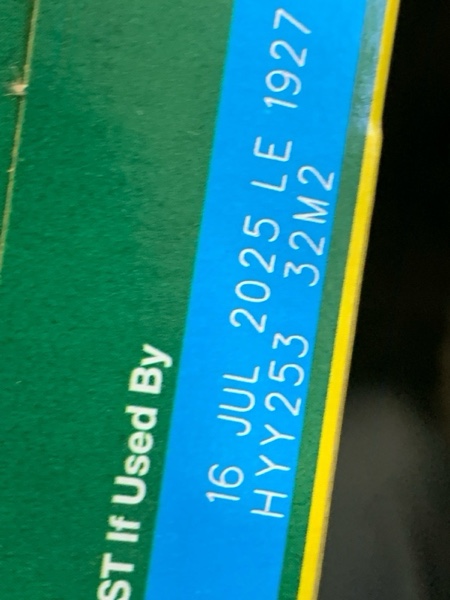 ST If Used By
16 JUL 2025 LE 1927
HYY253 32M2